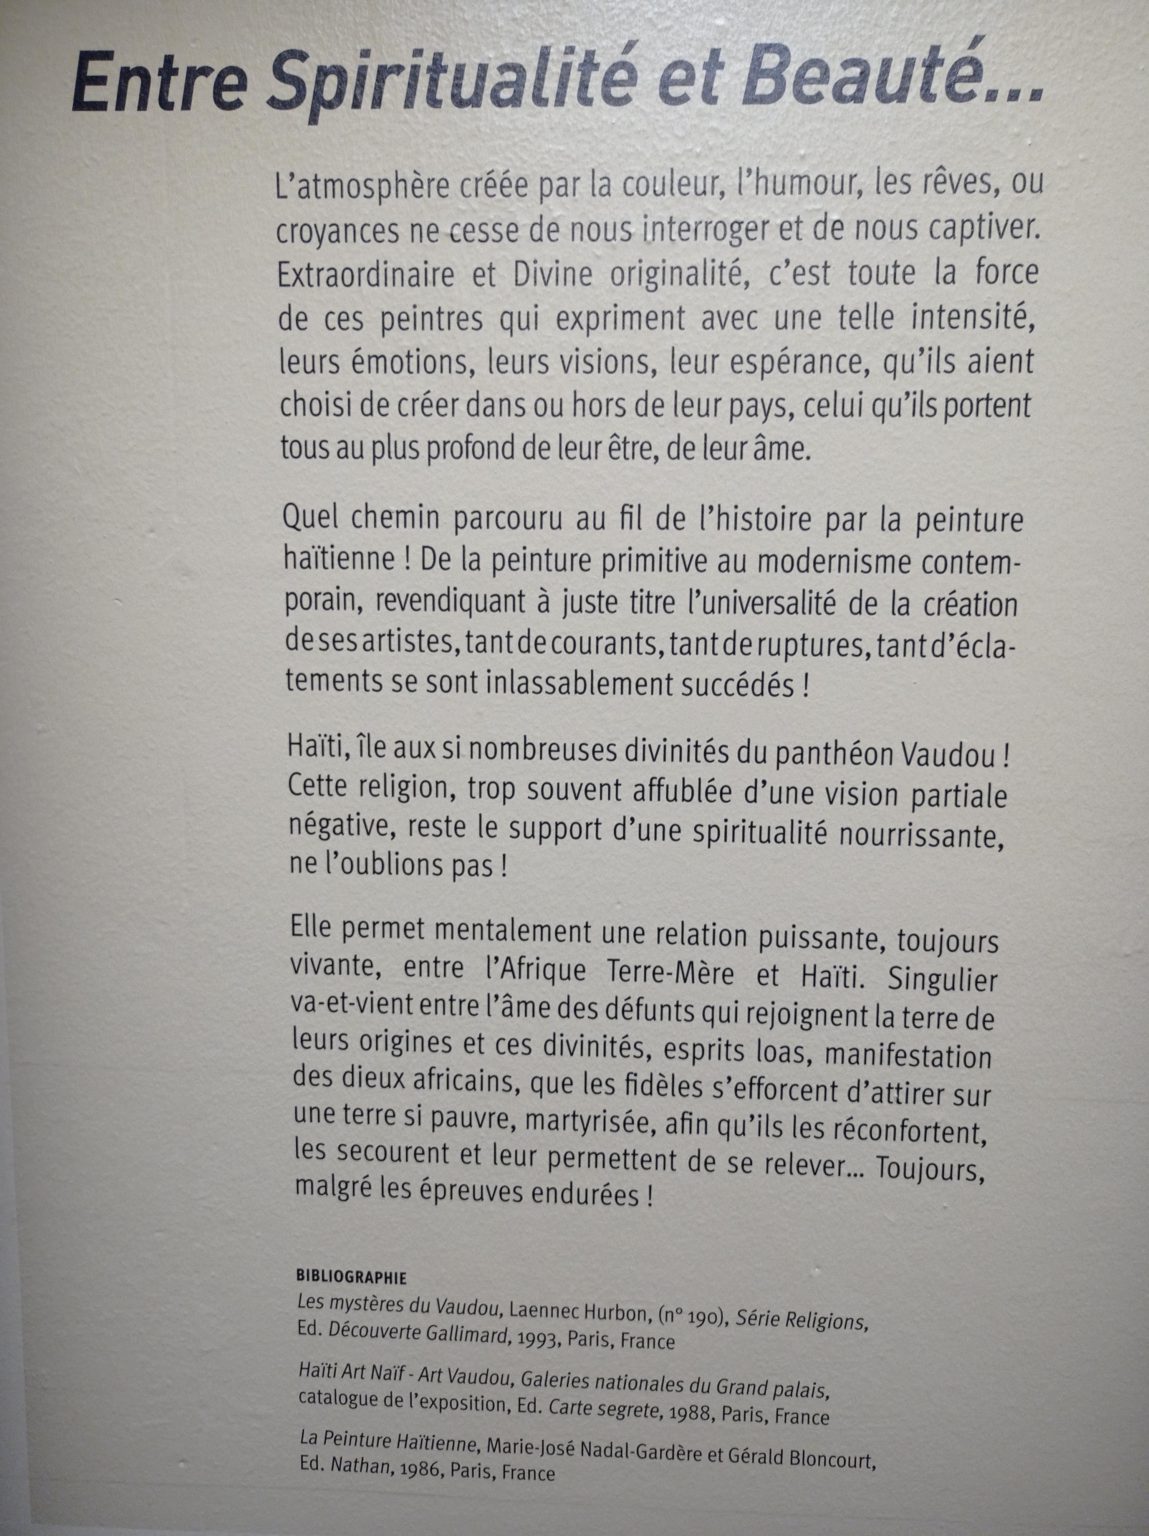 Entre Spiritualité et Beauté...
L’atmosphère créée par la couleur, l’humour, les rêves, ou
croyances ne cesse de nous interroger et de nous captiver.
Extraordinaire et Divine originalité, c’est toute la force
de ces peintres qui expriment avec une telle intensité,
leurs émotions, leurs visions, leur espérance, qu’ils aient
choisi de créer dans ou hors de leur pays, celui qu’ils portent
tous au plus profond de leur être, de leur âme.
Quel chemin parcouru au fil de l’histoire par la peinture
haïtienne ! De la peinture primitive au modernisme contem-
porain, revendiquant à juste titre l’universalité de la création
de ses artistes, tant de courants, tant de ruptures, tant d’écla-
tements se sont inlassablement succédés !
Haïti, île aux si nombreuses divinités du panthéon Vaudou !
Cette religion, trop souvent affublée d’une vision partiale
négative, reste le support d’une spiritualité nourrissante,
ne l’oublions pas !
Elle permet mentalement une relation puissante, toujours
vivante, entre l’Afrique Terre-Mère et Haïti. Singulier
va-et-vient entre l’âme des défunts qui rejoignent la terre de
leurs origines et ces divinités, esprits loas, manifestation
des dieux africains, que les fidèles s’efforcent d’attirer sur
une terre si pauvre, martyrisée, afin qu’ils les réconfortent,
les secourent et leur permettent de se relever... Toujours,
malgré les épreuves endurées !
BIBLIOGRAPHIE
Les mystères du Vaudou, Laennec Hurbon, (n° 190), Série Religions,
Ed. Découverte Gallimard, 1993, Paris, France
Haïti Art Naïf - Art Vaudou, Galeries nationales du Grand palais,
catalogue de l’exposition, Ed. Carte segrete, 1988, Paris, France
La Peinture Haïtienne, Marie-José Nadal-Gardère et Gérald Bloncourt,
Ed. Nathan, 1986, Paris, France